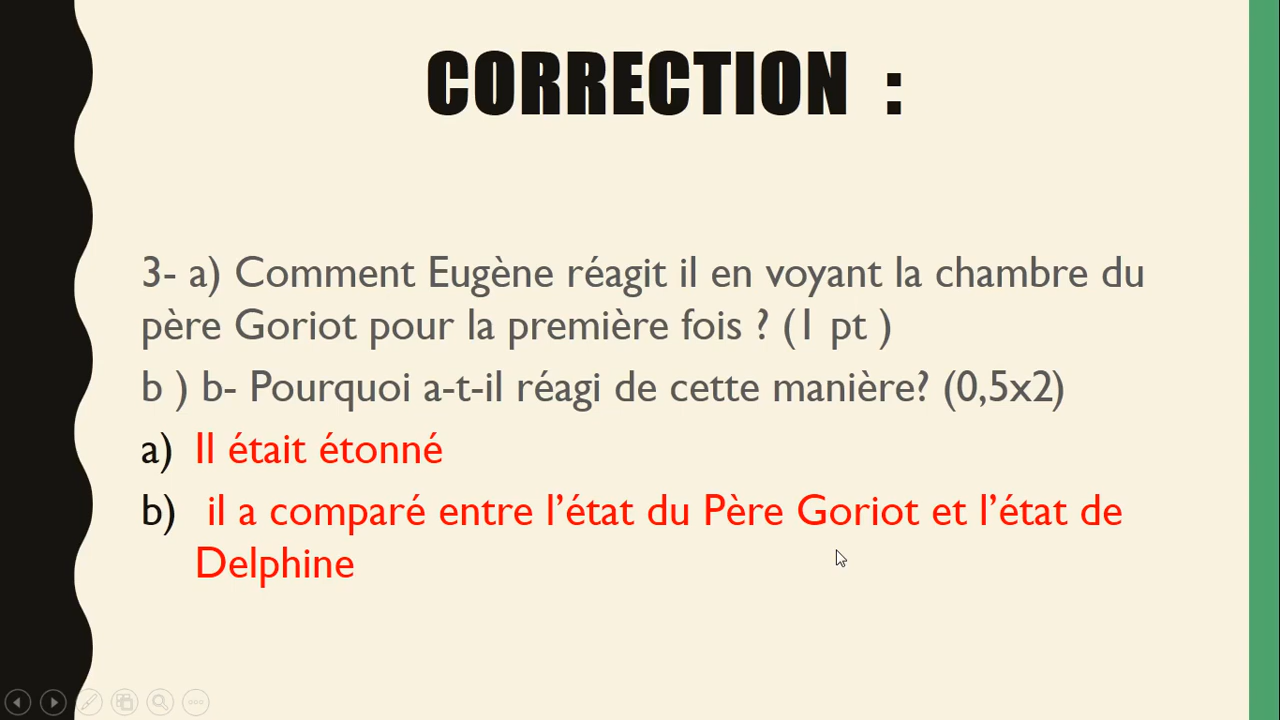 CORRECTION :
3- a) Comment Eugène réagit il en voyant la chambre du
père Goriot pour la première fois ? (1 pt )
b ) b- Pourquoi a-t-il réagi de cette manière? (0,5x2)
a) Il était étonné
b) il a comparé entre l’état du Père Goriot et l’état de
Delphine